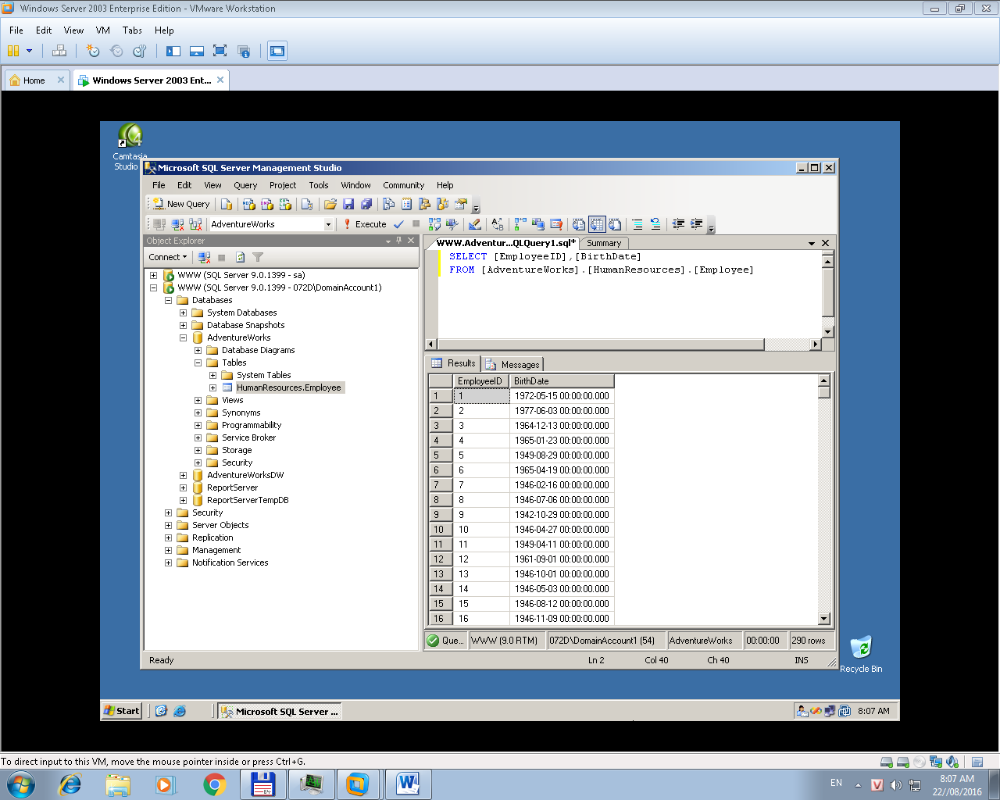 Windows Server 2003 Enterprise Edition - VMware Workstation
File Edit View VM Tabs Help
Home
Windows Server 2003 Ent...
Camtasia
Studio 4
Microsoft SQL Server Management Studio
File Edit View Query Project Tools Window Community Help
New Query
AdventureWorks
Execute
Object Explorer
Connect
WWW (SQL Server 9.0.1399 - sa)
WWW (SQL Server 9.0.1399 - 072D\DomainAccount1)
Databases
System Databases
Database Snapshots
AdventureWorks
Database Diagrams
Tables
System Tables
HumanResources.Employee
Views
Synonyms
Programmability
Service Broker
Storage
Security
AdventureWorksDW
ReportServer
ReportServerTempDB
Security
Server Objects
Replication
Management
Notification Services
WWW.Adventur...QLQuery1.sql*
Summary
SELECT [EmployeeID],[BirthDate]
FROM [AdventureWorks].[HumanResources].[Employee]
Results
Messages
EmployeeID BirthDate
1 1 1972-05-15 00:00:00.000
2 2 1977-06-03 00:00:00.000
3 3 1964-12-13 00:00:00.000
4 4 1965-01-23 00:00:00.000
5 5 1949-08-29 00:00:00.000
6 6 1965-04-19 00:00:00.000
7 7 1946-02-16 00:00:00.000
8 8 1946-07-06 00:00:00.000
9 9 1942-10-29 00:00:00.000
10 10 1946-04-27 00:00:00.000
11 11 1949-04-11 00:00:00.000
12 12 1961-09-01 00:00:00.000
13 13 1946-10-01 00:00:00.000
14 14 1946-05-03 00:00:00.000
15 15 1946-08-12 00:00:00.000
16 16 1946-11-09 00:00:00.000
Que... WWW (9.0 RTM) 072D\DomainAccount1 (54) AdventureWorks 00:00:00 290 rows
Ready Ln 2 Col 40 Ch 40 INS
Recycle Bin
Start
Microsoft SQL Server ...
8:07 AM
To direct input to this VM, move the mouse pointer inside or press Ctrl+G.
EN
8:07 AM
22//08/2016